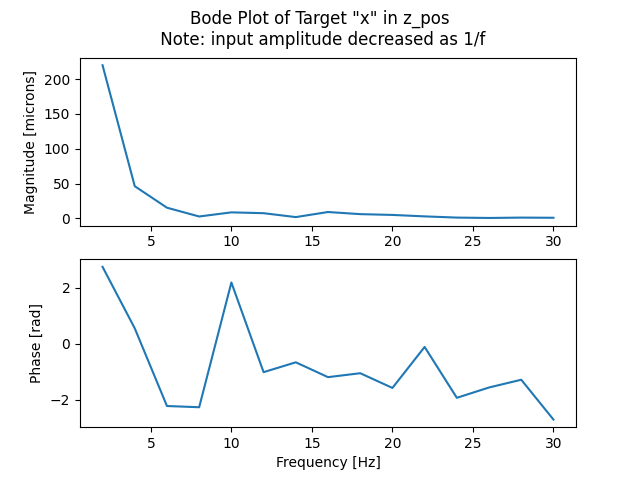 Bode Plot of Target "x" in z_pos
Note: input amplitude decreased as 1/f
Magnitude [microns]
200
150
100
50
0
5 10 15 20 25 30
Phase [rad]
2
0
−2
5 10 15 20 25 30
Frequency [Hz]